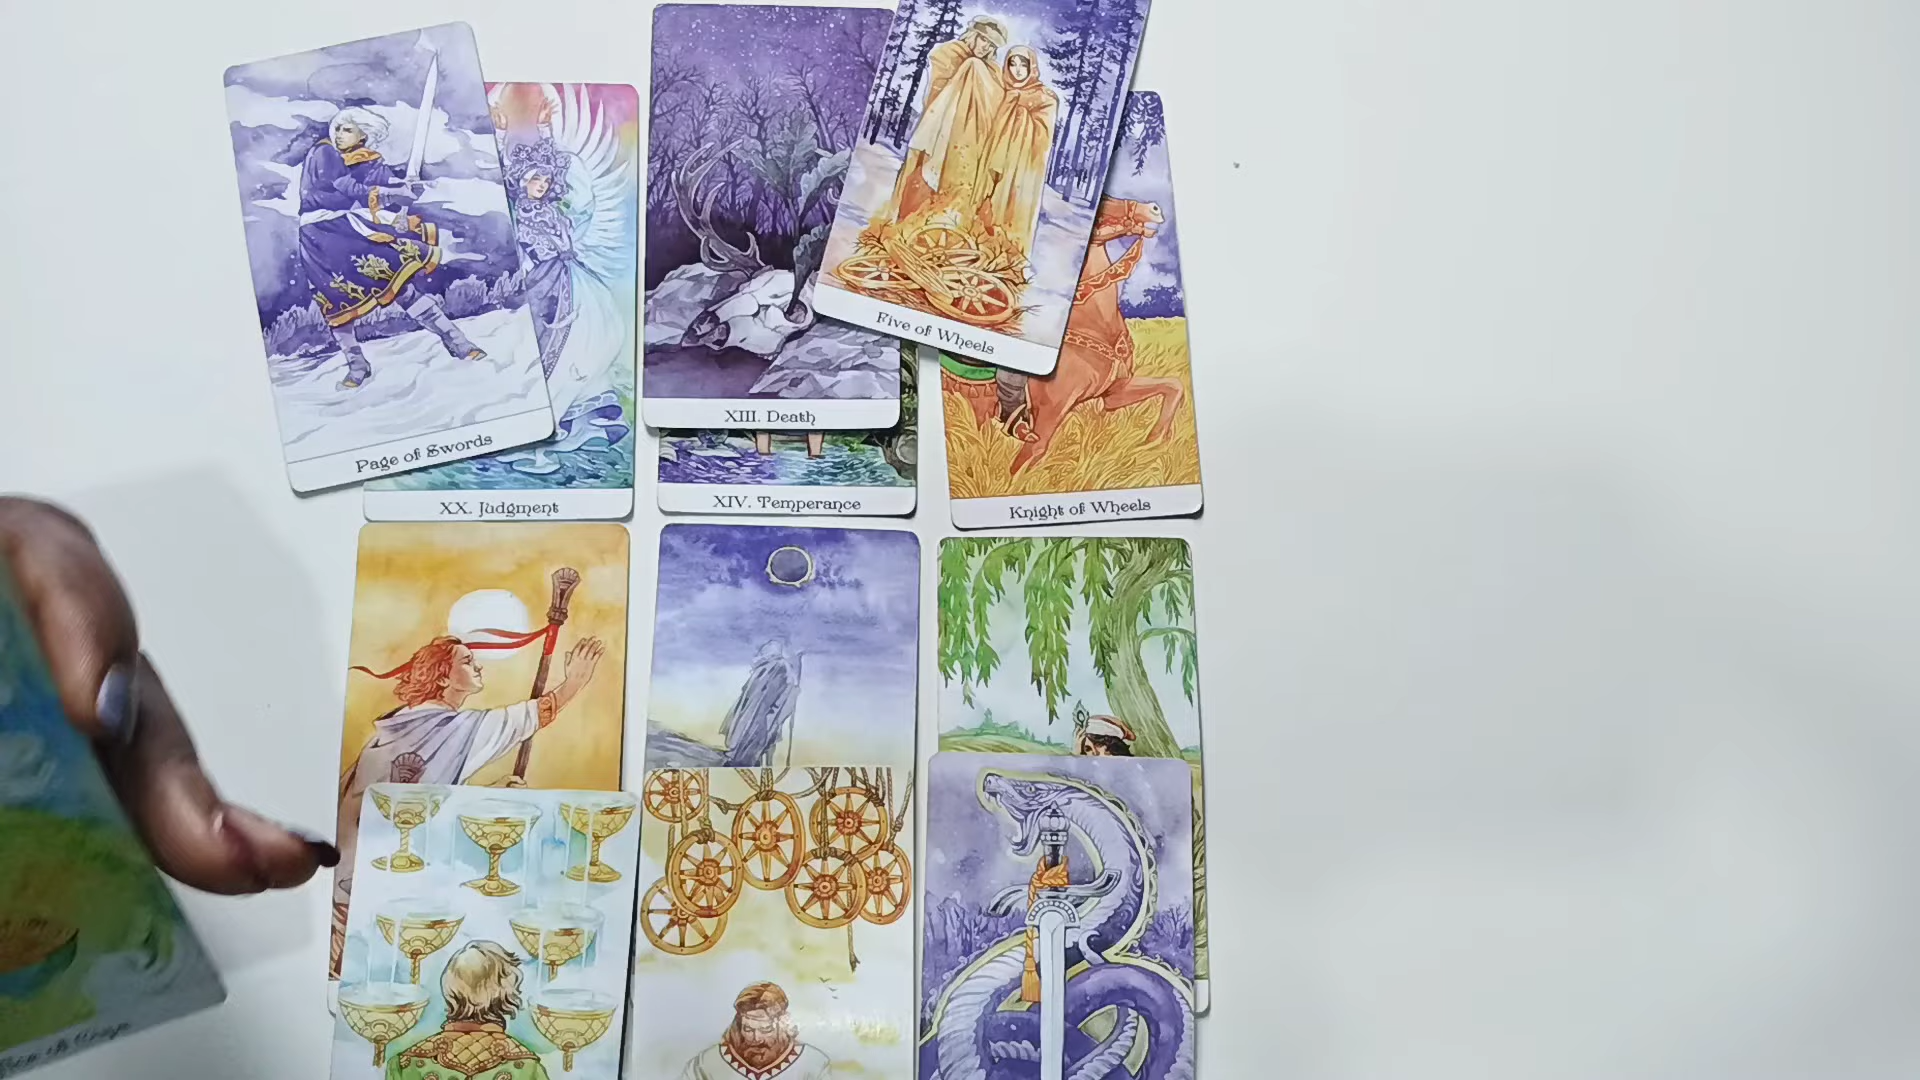 Page of Swords
XX. Judgment
XIII. Death
XIV. Temperance
Five of Wheels
Knight of Wheels